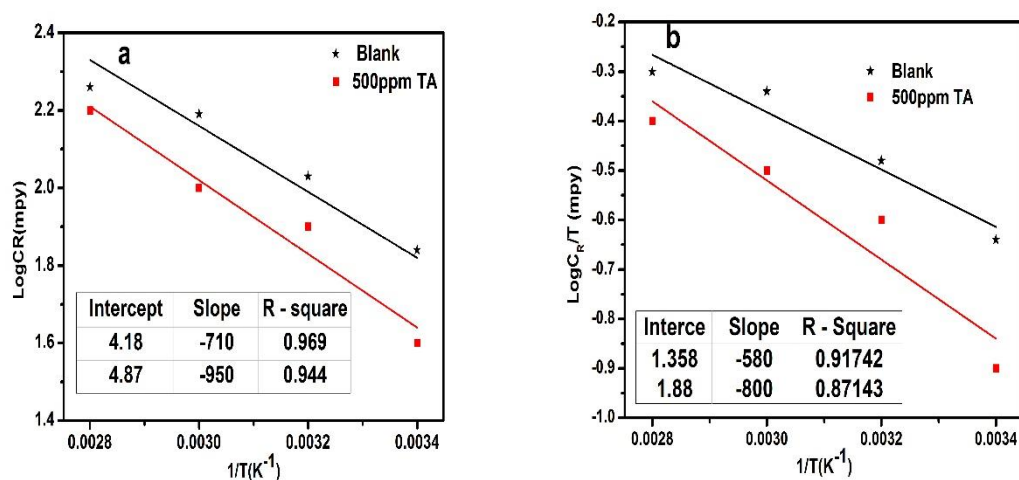 a
★ Blank
■ 500ppm TA
LogCR(mpy)
2.4
2.2
2.0
1.8
1.6
1.4
Intercept Slope R - square
4.18 -710 0.969
4.87 -950 0.944
0.0028 0.0030 0.0032 0.0034
1/T(K⁻¹)
b
★ Blank
■ 500ppm TA
LogC_R/T (mpy)
-0.2
-0.3
-0.4
-0.5
-0.6
-0.7
-0.8
-0.9
-1.0
Interce Slope R - Square
1.358 -580 0.91742
1.88 -800 0.87143
0.0028 0.0030 0.0032 0.0034
1/T(K⁻¹)